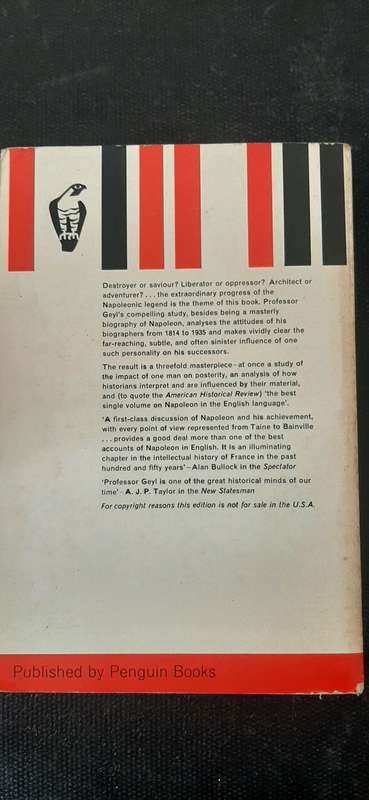 Destroyer or saviour? Liberator or oppressor? Architect or
adventurer? . . . the extraordinary progress of the
Napoleonic legend is the theme of this book. Professor
Geyl's compelling study, besides being a masterly
biography of Napoleon, analyses the attitudes of his
biographers from 1814 to 1935 and makes vividly clear the
far-reaching, subtle, and often sinister influence of one
such personality on his successors.
The result is a threefold masterpiece – at once a study of
the impact of one man on posterity, an analysis of how
historians interpret and are influenced by their material,
and (to quote the American Historical Review) 'the best
single volume on Napoleon in the English language'.
'A first-class discussion of Napoleon and his achievement,
with every point of view represented from Taine to Bainville
. . . provides a good deal more than one of the best
accounts of Napoleon in English. It is an illuminating
chapter in the intellectual history of France in the past
hundred and fifty years' – Alan Bullock in the Spectator
'Professor Geyl is one of the great historical minds of our
time' – A. J. P. Taylor in the New Statesman
For copyright reasons this edition is not for sale in the U.S.A.
Published by Penguin Books